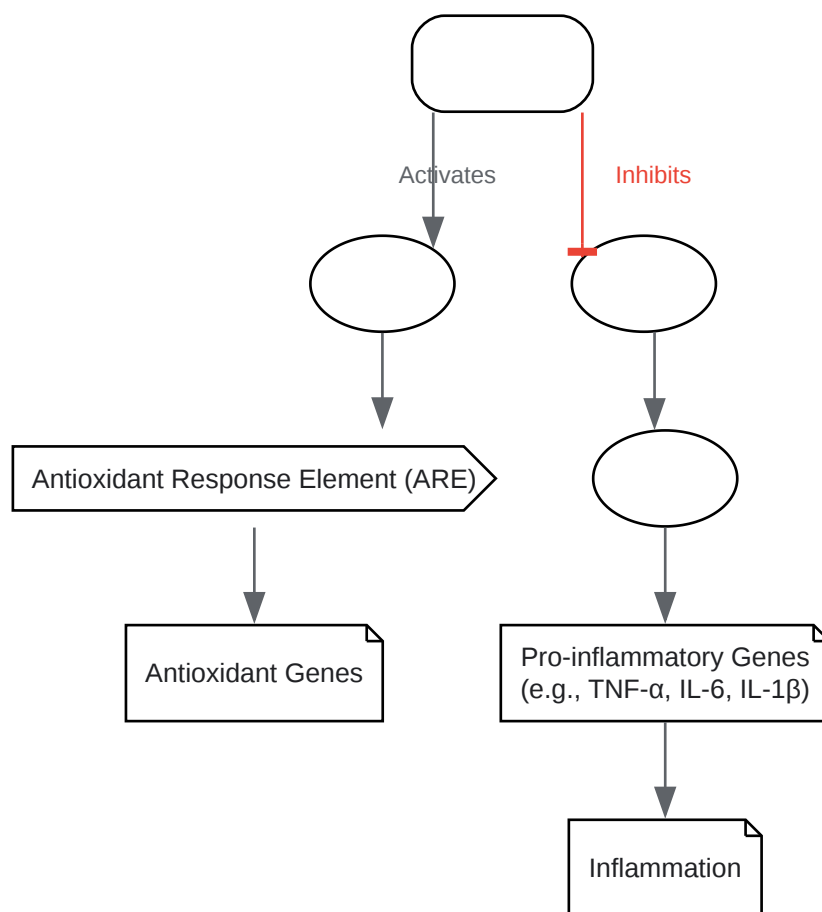 Activates
Inhibits
Antioxidant Response Element (ARE)
Antioxidant Genes
Pro-inflammatory Genes
(e.g., TNF-α, IL-6, IL-1β)
Inflammation